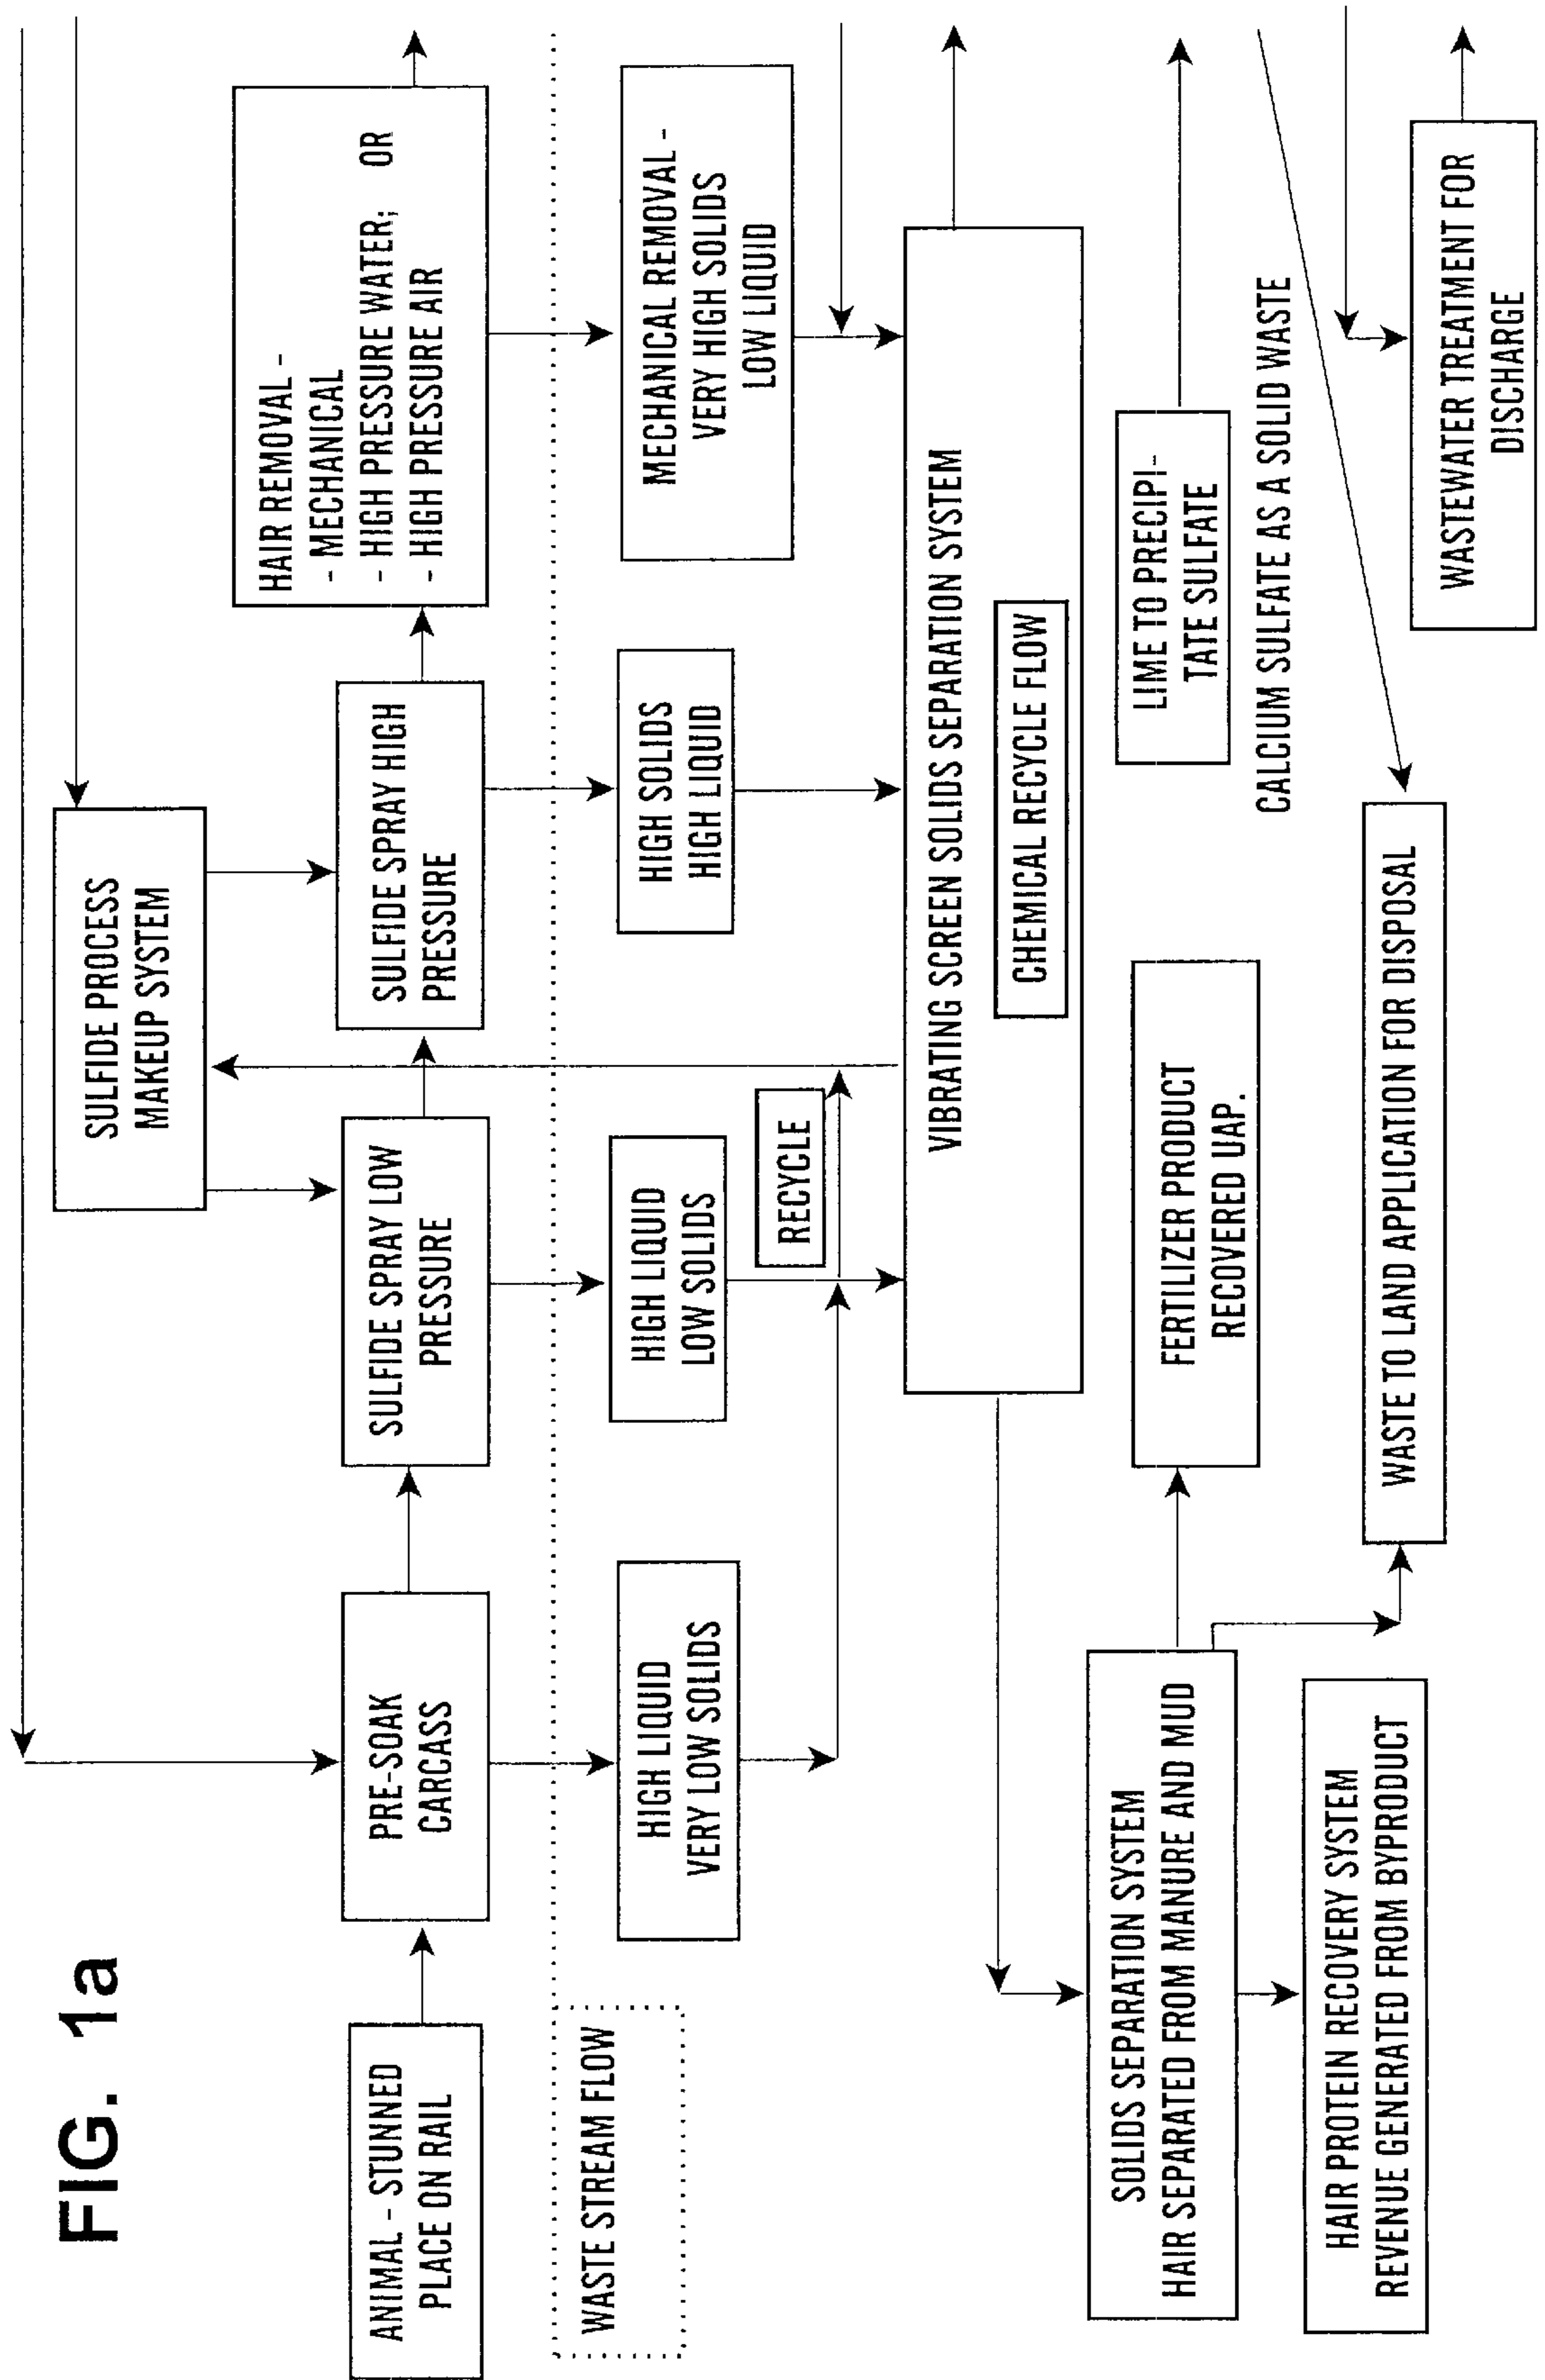 FIG. 1a
SULFIDE PROCESS
MAKEUP SYSTEM
ANIMAL - STUNNED
PLACE ON RAIL
PRE-SOAK
CARCASS
SULFIDE SPRAY LOW
PRESSURE
SULFIDE SPRAY HIGH
PRESSURE
HAIR REMOVAL -
- MECHANICAL
- HIGH PRESSURE WATER; OR
- HIGH PRESSURE AIR
WASTE STREAM FLOW
HIGH LIQUID
VERY LOW SOLIDS
HIGH LIQUID
LOW SOLIDS
HIGH SOLIDS
HIGH LIQUID
MECHANICAL REMOVAL -
VERY HIGH SOLIDS
LOW LIQUID
RECYCLE
VIBRATING SCREEN SOLIDS SEPARATION SYSTEM
CHEMICAL RECYCLE FLOW
SOLIDS SEPARATION SYSTEM
HAIR SEPARATED FROM MANURE AND MUD
FERTILIZER PRODUCT
RECOVERED UAP.
LIME TO PRECIPI-
TATE SULFATE
CALCIUM SULFATE AS A SOLID WASTE
HAIR PROTEIN RECOVERY SYSTEM
REVENUE GENERATED FROM BYPRODUCT
WASTE TO LAND APPLICATION FOR DISPOSAL
WASTEWATER TREATMENT FOR
DISCHARGE